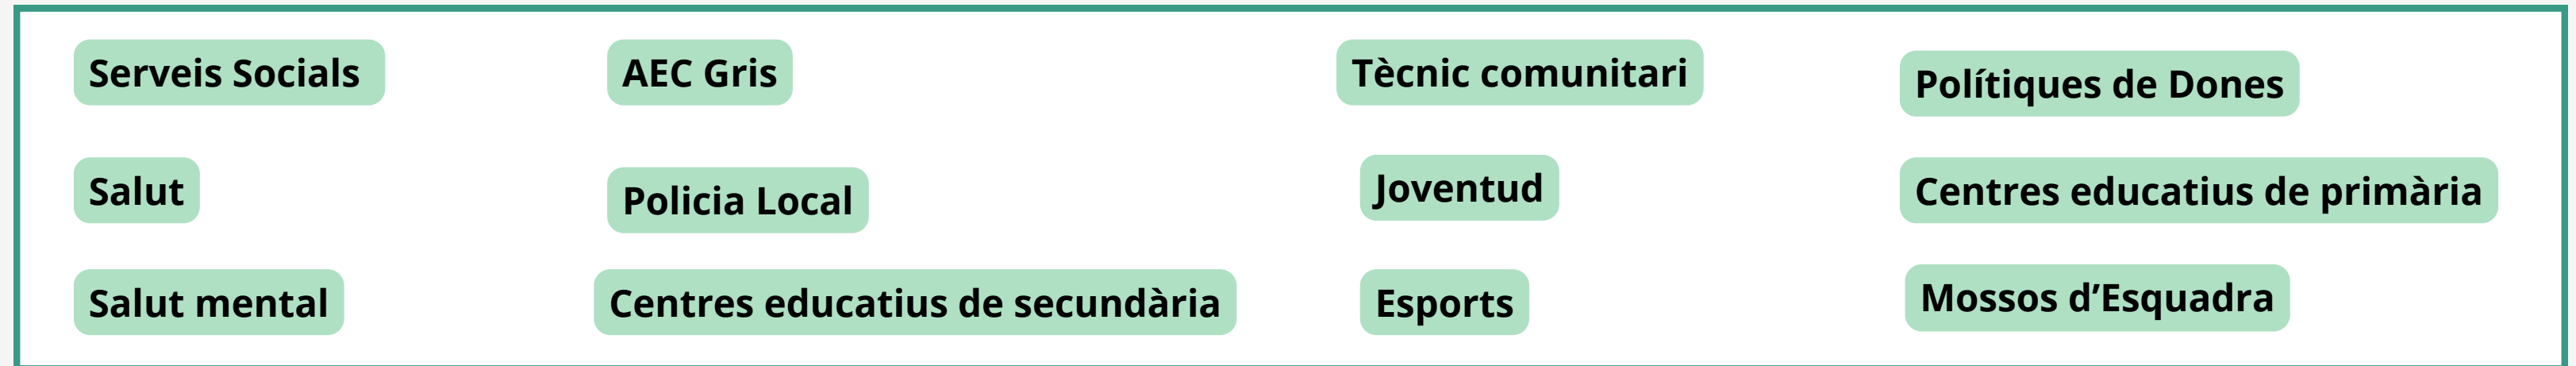 Serveis Socials
AEC Gris
Tècnic comunitari
Polítiques de Dones
Salut
Policia Local
Joventud
Centres educatius de primària
Salut mental
Centres educatius de secundària
Esports
Mossos d’Esquadra